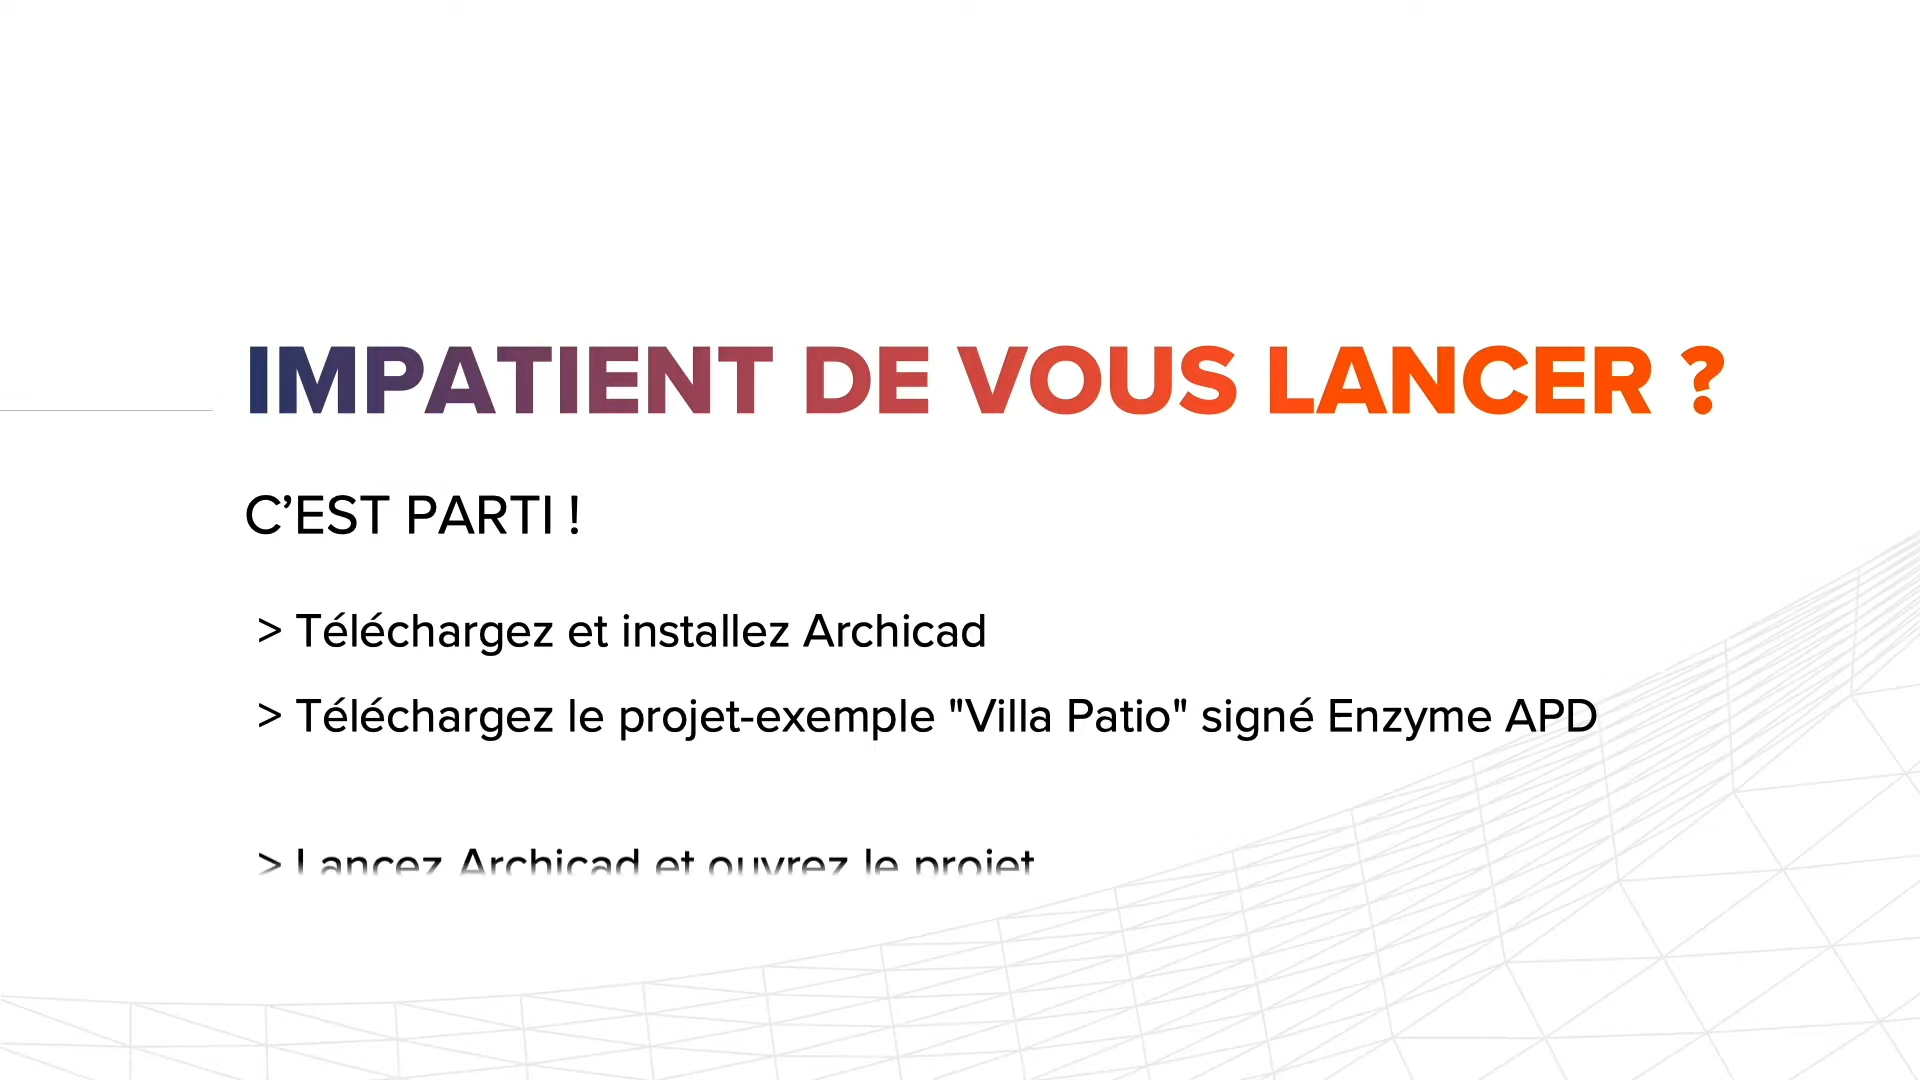 IMPATIENT DE VOUS LANCER ?
C’EST PARTI !
> Téléchargez et installez Archicad
> Téléchargez le projet-exemple "Villa Patio" signé Enzyme APD
> Lancez Archicad et ouvrez le projet